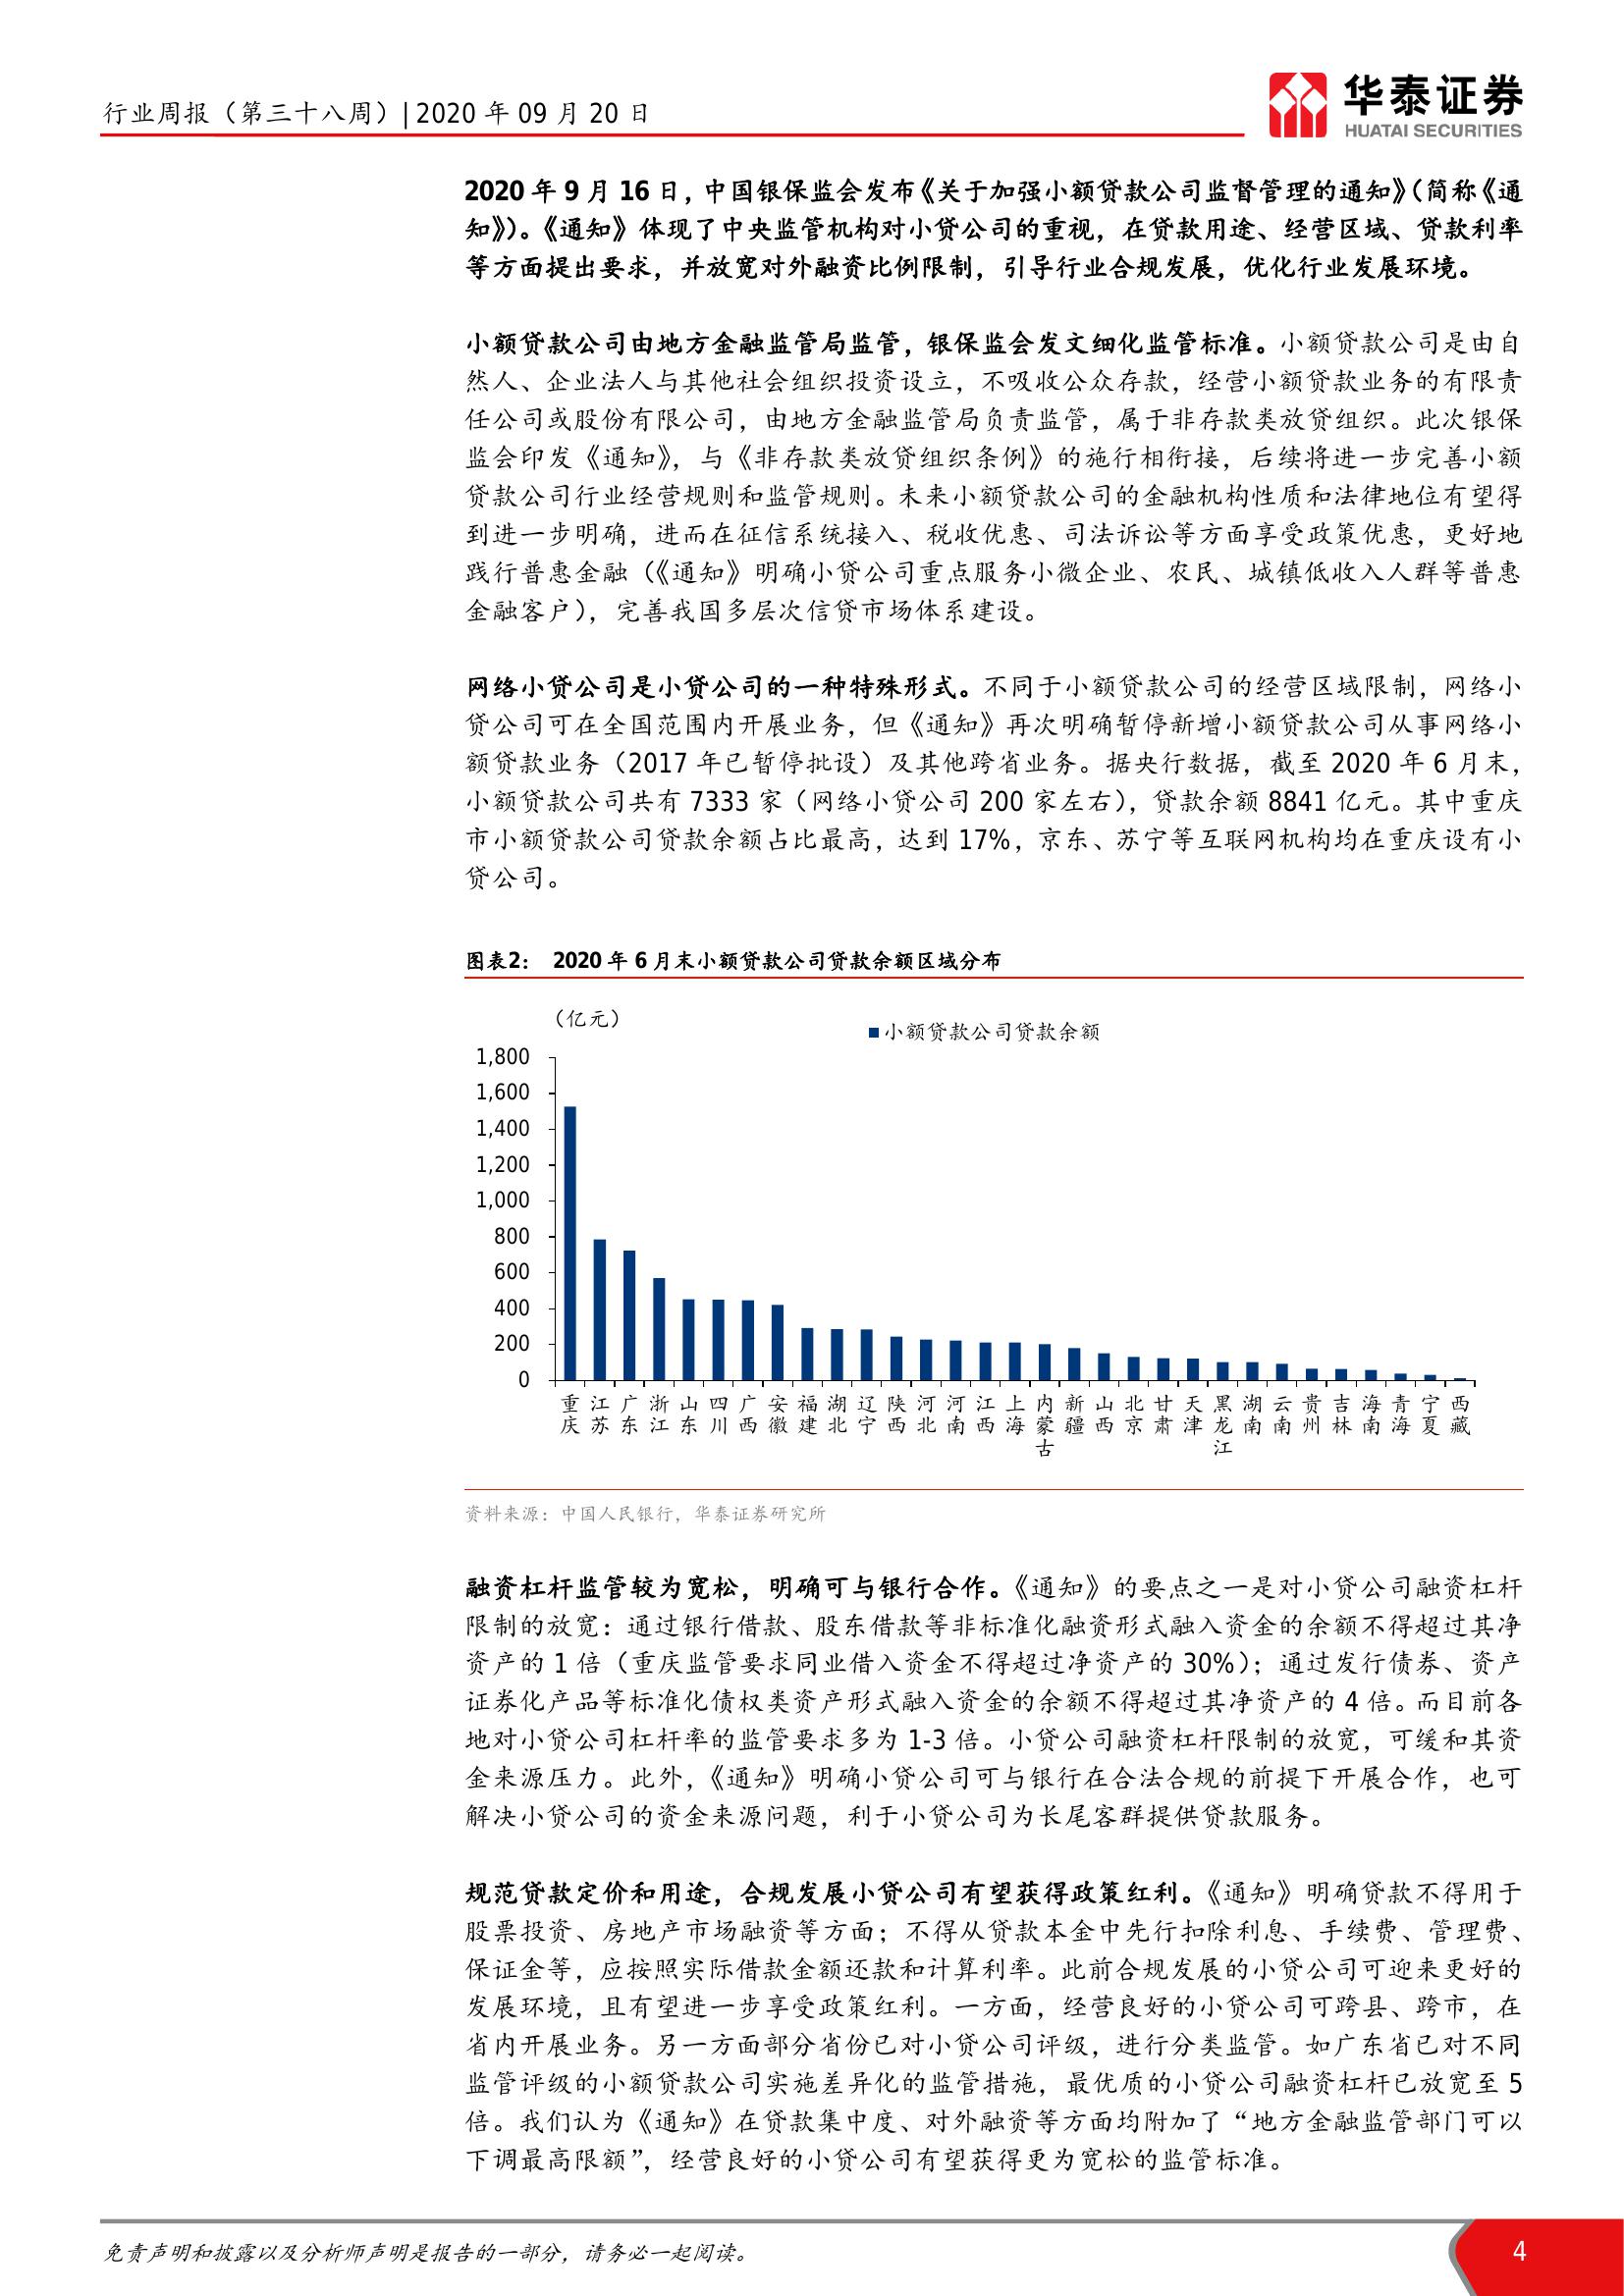 行业周报（第三十八周）| 2020 年 09 月 20 日
华泰证券
HUATAI SECURITIES
2020 年 9 月 16 日，中国银保监会发布《关于加强小额贷款公司监督管理的通知》（简称《通
知》）。《通知》体现了中央监管机构对小贷公司的重视，在贷款用途、经营区域、贷款利率
等方面提出要求，并放宽对外融资比例限制，引导行业合规发展，优化行业发展环境。
小额贷款公司由地方金融监管局监管，银保监会发文细化监管标准。小额贷款公司是由自
然人、企业法人与其他社会组织投资设立，不吸收公众存款，经营小额贷款业务的有限责
任公司或股份有限公司，由地方金融监管局负责监管，属于非存款类放贷组织。此次银保
监会印发《通知》，与《非存款类放贷组织条例》的施行相衔接，后续将进一步完善小额
贷款公司行业经营规则和监管规则。未来小额贷款公司的金融机构性质和法律地位有望得
到进一步明确，进而在征信系统接入、税收优惠、司法诉讼等方面享受政策优惠，更好地
践行普惠金融（《通知》明确小贷公司重点服务小微企业、农民、城镇低收入人群等普惠
金融客户），完善我国多层次信贷市场体系建设。
网络小贷公司是小贷公司的一种特殊形式。不同于小额贷款公司的经营区域限制，网络小
贷公司可在全国范围内开展业务，但《通知》再次明确暂停新增小额贷款公司从事网络小
额贷款业务（2017 年已暂停批设）及其他跨省业务。据央行数据，截至 2020 年 6 月末，
小额贷款公司共有 7333 家（网络小贷公司 200 家左右），贷款余额 8841 亿元。其中重庆
市小额贷款公司贷款余额占比最高，达到 17%，京东、苏宁等互联网机构均在重庆设有小
贷公司。
图表2： 2020 年 6 月末小额贷款公司贷款余额区域分布
（亿元）
小额贷款公司贷款余额
1,800
1,600
1,400
1,200
1,000
800
600
400
200
0
重庆 江苏 广东 浙江 山东 四川 广西 安徽 福建 湖北 辽宁 陕西 河北 河南 江西 上海 内蒙古 新疆 山西 北京 甘肃 天津 黑龙江 湖南 云南 贵州 吉林 海南 青海 宁夏 西藏
资料来源：中国人民银行，华泰证券研究所
融资杠杆监管较为宽松，明确可与银行合作。《通知》的要点之一是对小贷公司融资杠杆
限制的放宽：通过银行借款、股东借款等非标准化融资形式融入资金的余额不得超过其净
资产的 1 倍（重庆监管要求同业借入资金不得超过净资产的 30%）；通过发行债券、资产
证券化产品等标准化债权类资产形式融入资金的余额不得超过其净资产的 4 倍。而目前各
地对小贷公司杠杆率的监管要求多为 1-3 倍。小贷公司融资杠杆限制的放宽，可缓和其资
金来源压力。此外，《通知》明确小贷公司可与银行在合法合规的前提下开展合作，也可
解决小贷公司的资金来源问题，利于小贷公司为长尾客群提供贷款服务。
规范贷款定价和用途，合规发展小贷公司有望获得政策红利。《通知》明确贷款不得用于
股票投资、房地产市场融资等方面；不得从贷款本金中先行扣除利息、手续费、管理费、
保证金等，应按照实际借款金额还款和计算利率。此前合规发展的小贷公司可迎来更好的
发展环境，且有望进一步享受政策红利。一方面，经营良好的小贷公司可跨县、跨市，在
省内开展业务。另一方面部分省份已对小贷公司评级，进行分类监管。如广东省已对不同
监管评级的小额贷款公司实施差异化的监管措施，最优质的小贷公司融资杠杆已放宽至 5
倍。我们认为《通知》在贷款集中度、对外融资等方面均附加了“地方金融监管部门可以
下调最高限额”，经营良好的小贷公司有望获得更为宽松的监管标准。
免责声明和披露以及分析师声明是报告的一部分，请务必一起阅读。
4